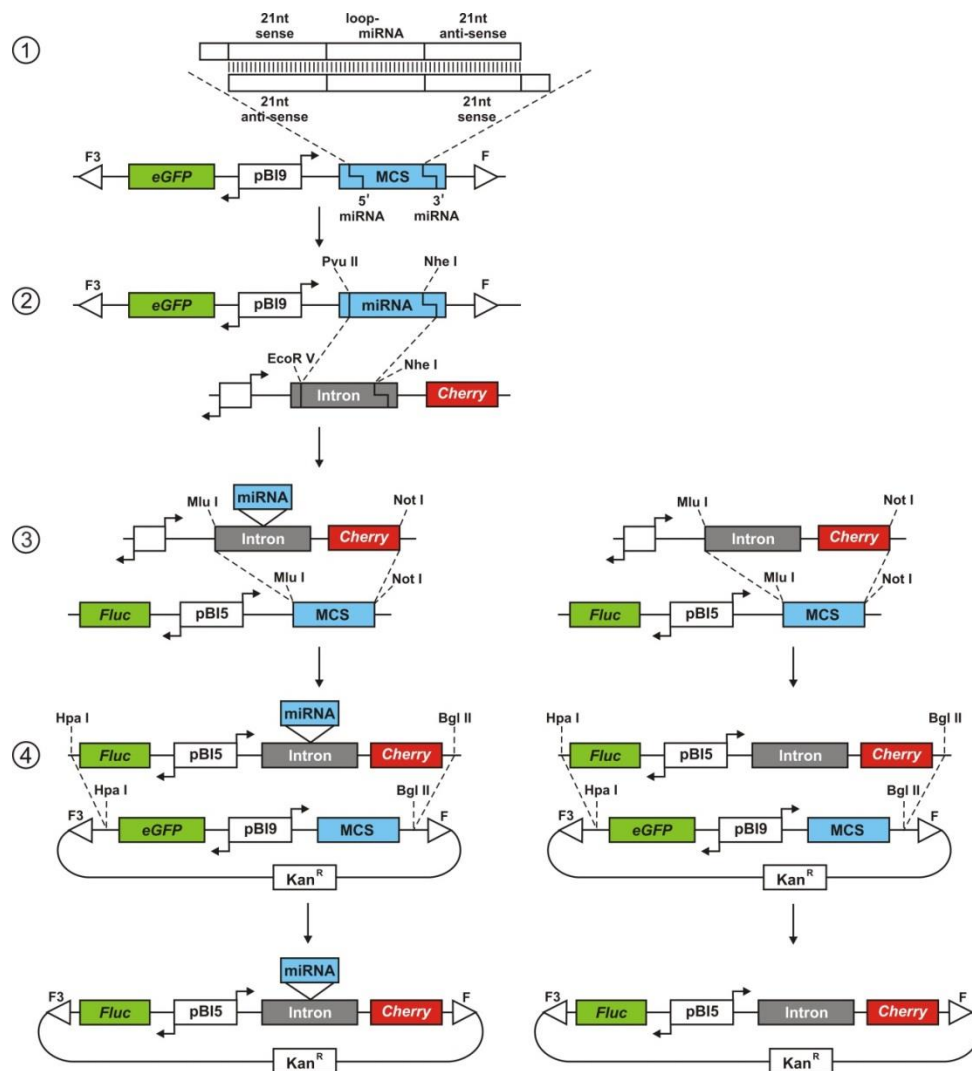 21nt sense
loop-miRNA
21nt anti-sense
①
21nt anti-sense
21nt sense
F3
eGFP
pBI9
MCS
F
5' miRNA
3' miRNA
Pvu II
Nhe I
②
F3
eGFP
pBI9
miRNA
F
EcoR V
Nhe I
Intron
Cherry
③
miRNA
Mlu I
Not I
Intron
Cherry
Mlu I
Not I
Fluc
pBI5
MCS
Mlu I
Not I
Intron
Cherry
Mlu I
Not I
Fluc
pBI5
MCS
④
miRNA
Hpa I
Bgl II
Fluc
pBI5
Intron
Cherry
Hpa I
Bgl II
F3
eGFP
pBI9
MCS
F
Kan^R
Hpa I
Bgl II
Fluc
pBI5
Intron
Cherry
Hpa I
Bgl II
F3
eGFP
pBI9
MCS
F
Kan^R
miRNA
F3
Fluc
pBI5
Intron
Cherry
F
Kan^R
F3
Fluc
pBI5
Intron
Cherry
F
Kan^R